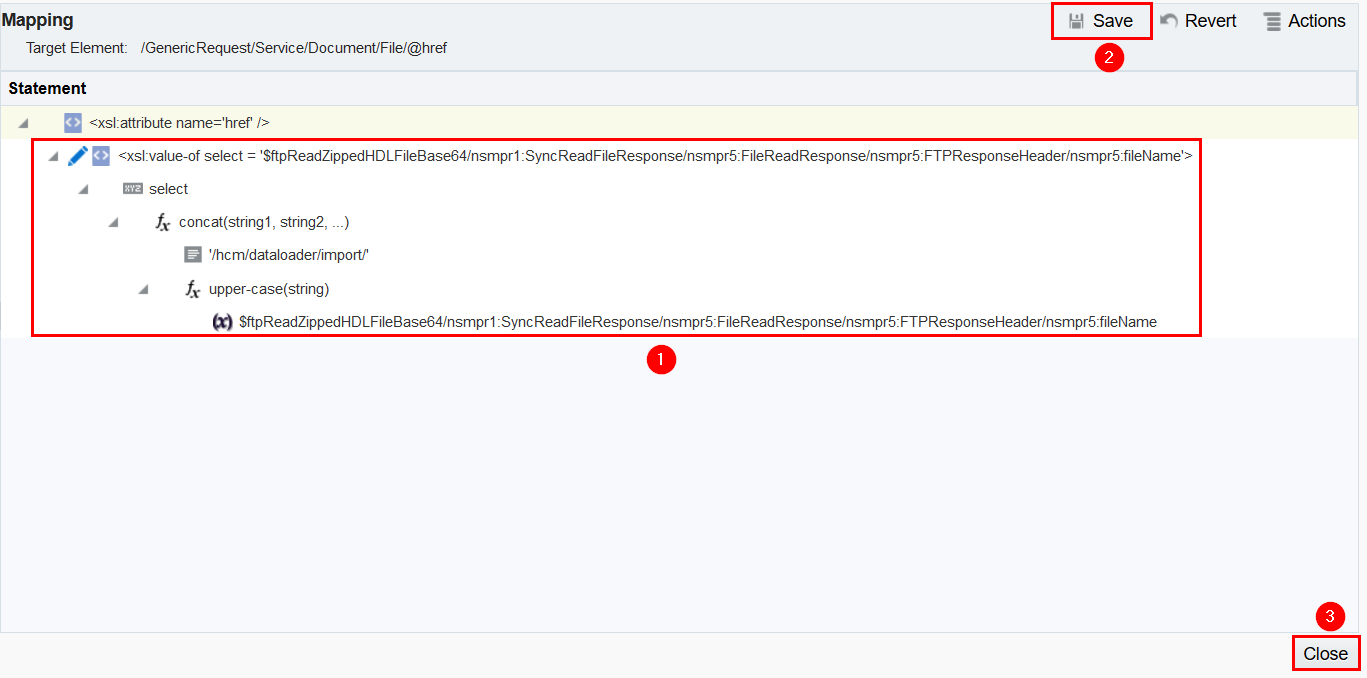 Mapping
Save Revert Actions
Target Element: /GenericRequest/Service/Document/File/@href
2
Statement
<> <xsl:attribute name='href' />
<> <xsl:value-of select = '$ftpReadZippedHDLFileBase64/nsmpr1:SyncReadFileResponse/nsmpr5:FileReadResponse/nsmpr5:FTPResponseHeader/nsmpr5:fileName'>
XYZ select
fx concat(string1, string2, ...)
'/hcm/dataloader/import/'
fx upper-case(string)
(x) $ftpReadZippedHDLFileBase64/nsmpr1:SyncReadFileResponse/nsmpr5:FileReadResponse/nsmpr5:FTPResponseHeader/nsmpr5:fileName
1
3
Close